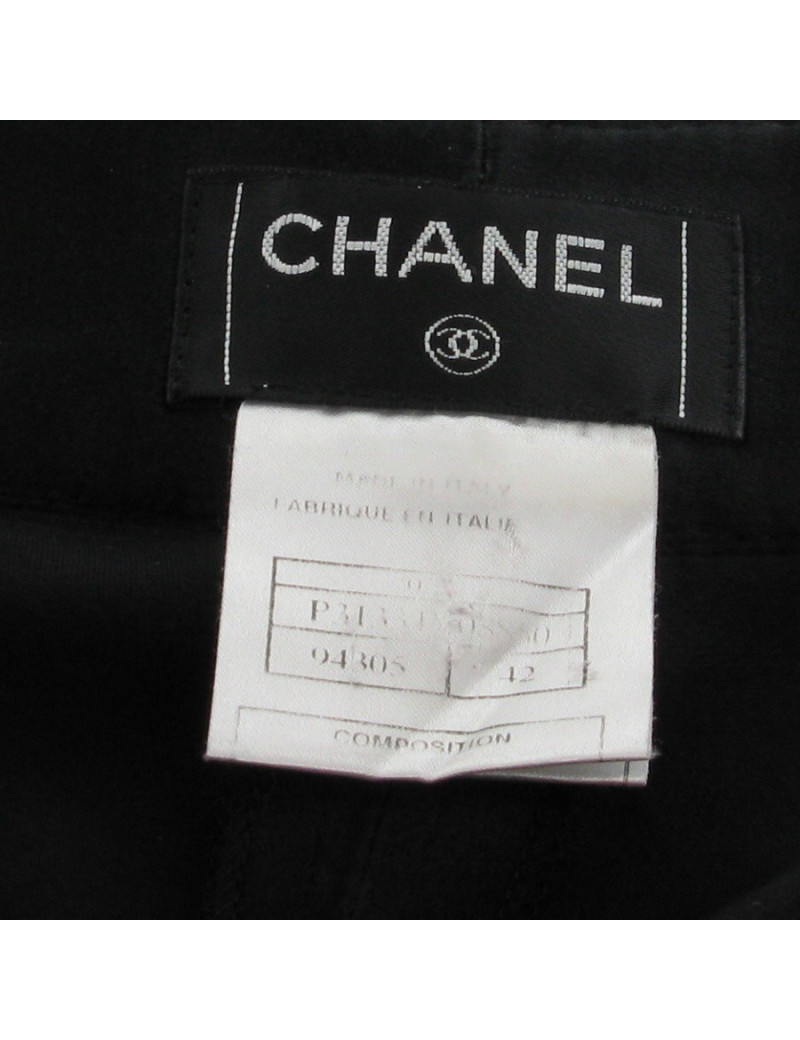 CHANEL
MADE IN ITALY
FABRIQUE EN ITALIE
94305 42
COMPOSITION